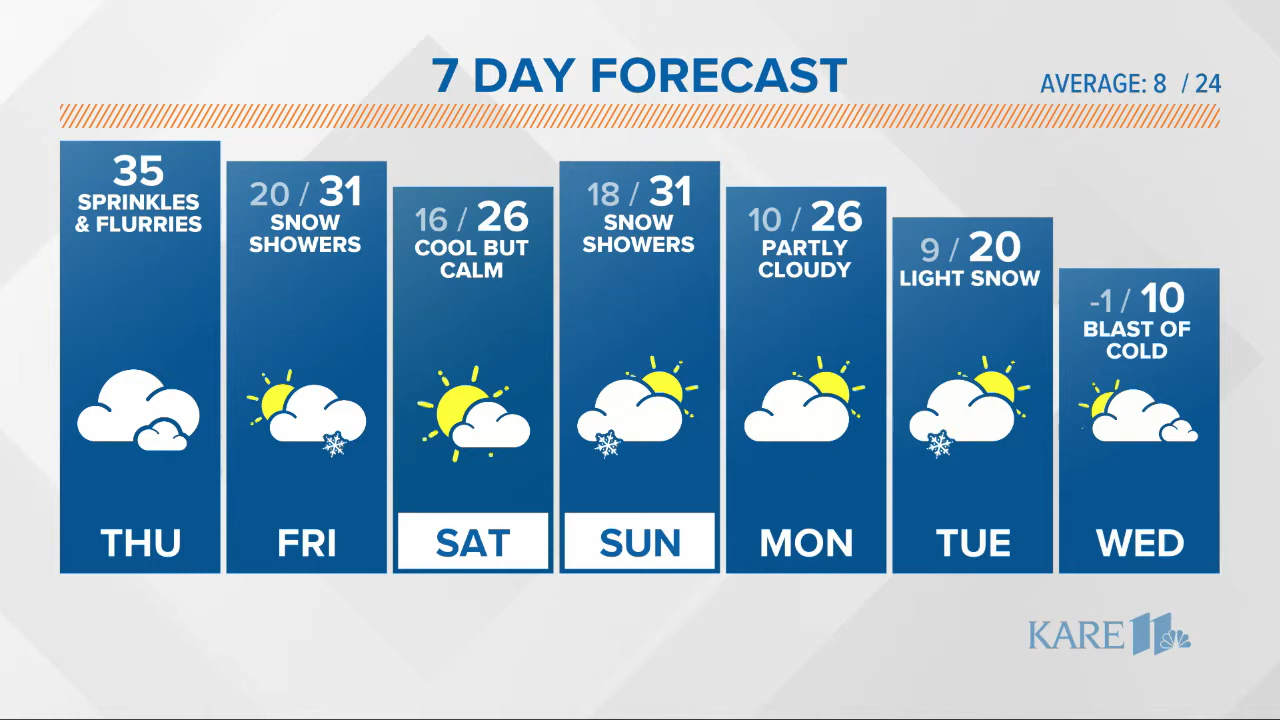 7 DAY FORECAST
AVERAGE: 8 / 24
35
SPRINKLES
& FLURRIES
THU
20 / 31
SNOW
SHOWERS
FRI
16 / 26
COOL BUT
CALM
SAT
18 / 31
SNOW
SHOWERS
SUN
10 / 26
PARTLY
CLOUDY
MON
9 / 20
LIGHT SNOW
TUE
-1 / 10
BLAST OF
COLD
WED
KARE 11